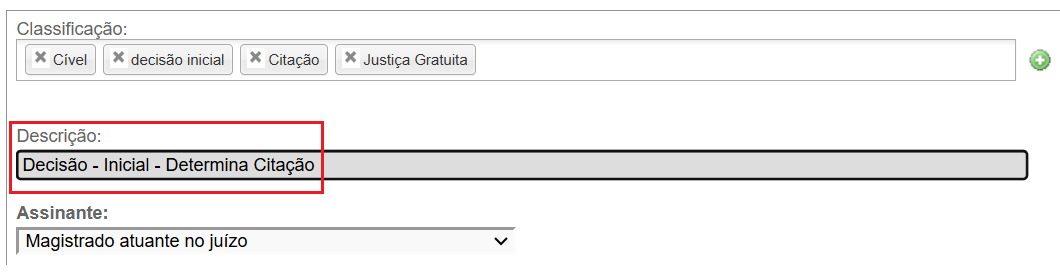 Classificação:
Cível decisão inicial Citação Justiça Gratuita
Descrição:
Decisão - Inicial - Determina Citação
Assinante:
Magistrado atuante no juízo